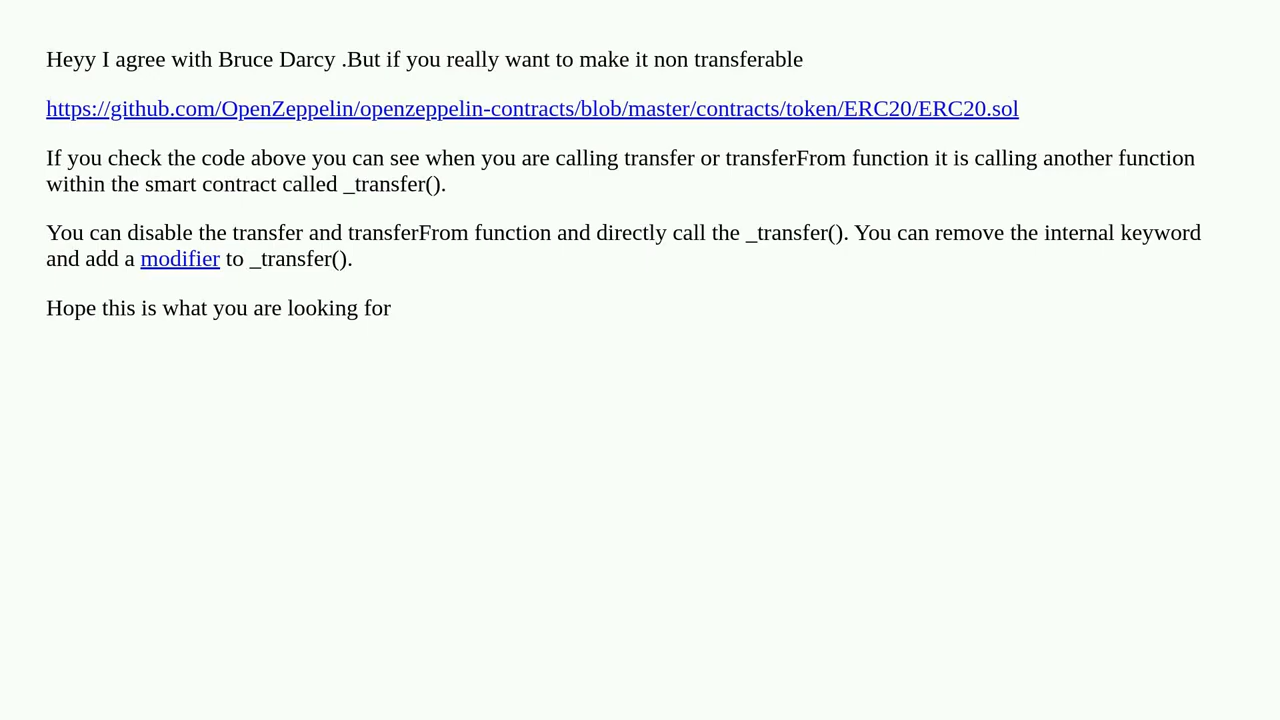 Heyy I agree with Bruce Darcy .But if you really want to make it non transferable
https://github.com/OpenZeppelin/openzeppelin-contracts/blob/master/contracts/token/ERC20/ERC20.sol
If you check the code above you can see when you are calling transfer or transferFrom function it is calling another function
within the smart contract called _transfer().
You can disable the transfer and transferFrom function and directly call the _transfer(). You can remove the internal keyword
and add a modifier to _transfer().
Hope this is what you are looking for